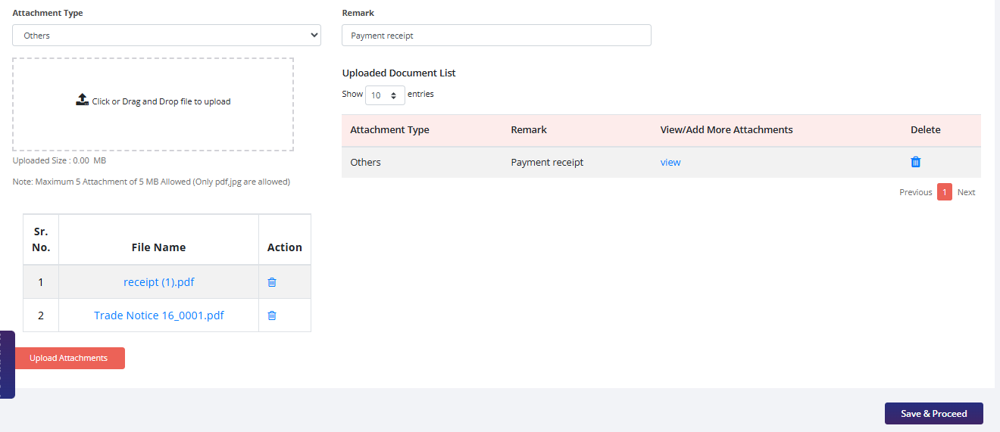 Attachment Type
Others
Click or Drag and Drop file to upload
Uploaded Size : 0.00 MB
Note: Maximum 5 Attachment of 5 MB Allowed (Only pdf,jpg are allowed)
Sr. No.
File Name
Action
1
receipt (1).pdf
2
Trade Notice 16_0001.pdf
Upload Attachments
Remark
Payment receipt
Uploaded Document List
Show 10 entries
Attachment Type Remark View/Add More Attachments Delete
Others Payment receipt view
Previous 1 Next
Save & Proceed